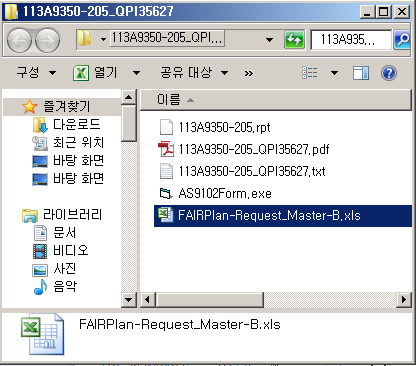 113A9350-205_QPI35627
113A9350-205_QPI...
113A935...
구성 열기 공유 대상 »
즐겨찾기
다운로드
최근 위치
바탕 화면
바탕 화면
라이브러리
문서
비디오
사진
음악
이름
113A9350-205.rpt
113A9350-205_QPI35627.pdf
113A9350-205_QPI35627.txt
AS9102Form.exe
FAIRPlan-Request_Master-B.xls
FAIRPlan-Request_Master-B.xls